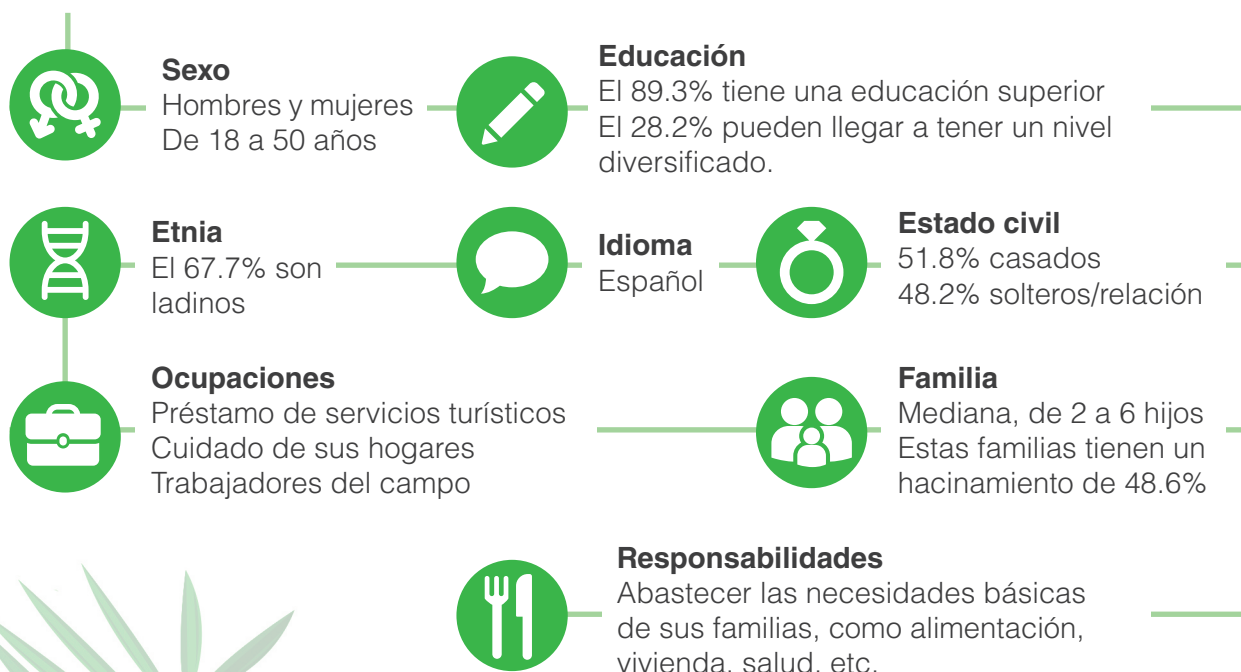 Sexo
Hombres y mujeres
De 18 a 50 años
Educación
El 89.3% tiene una educación superior
El 28.2% pueden llegar a tener un nivel
diversificado.
Etnia
El 67.7% son
ladinos
Idioma
Español
Estado civil
51.8% casados
48.2% solteros/relación
Ocupaciones
Préstamo de servicios turísticos
Cuidado de sus hogares
Trabajadores del campo
Familia
Mediana, de 2 a 6 hijos
Estas familias tienen un
hacinamiento de 48.6%
Responsabilidades
Abastecer las necesidades básicas
de sus familias, como alimentación,
vivienda, salud, etc.